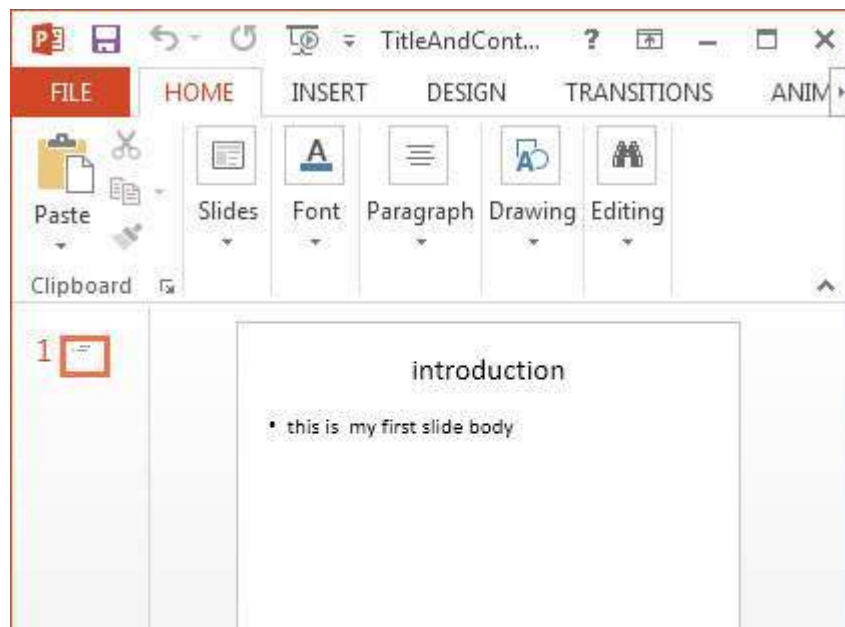 TitleAndCont... ?
FILE HOME INSERT DESIGN TRANSITIONS ANIM
Paste Slides Font Paragraph Drawing Editing
Clipboard
1
introduction
• this is my first slide body